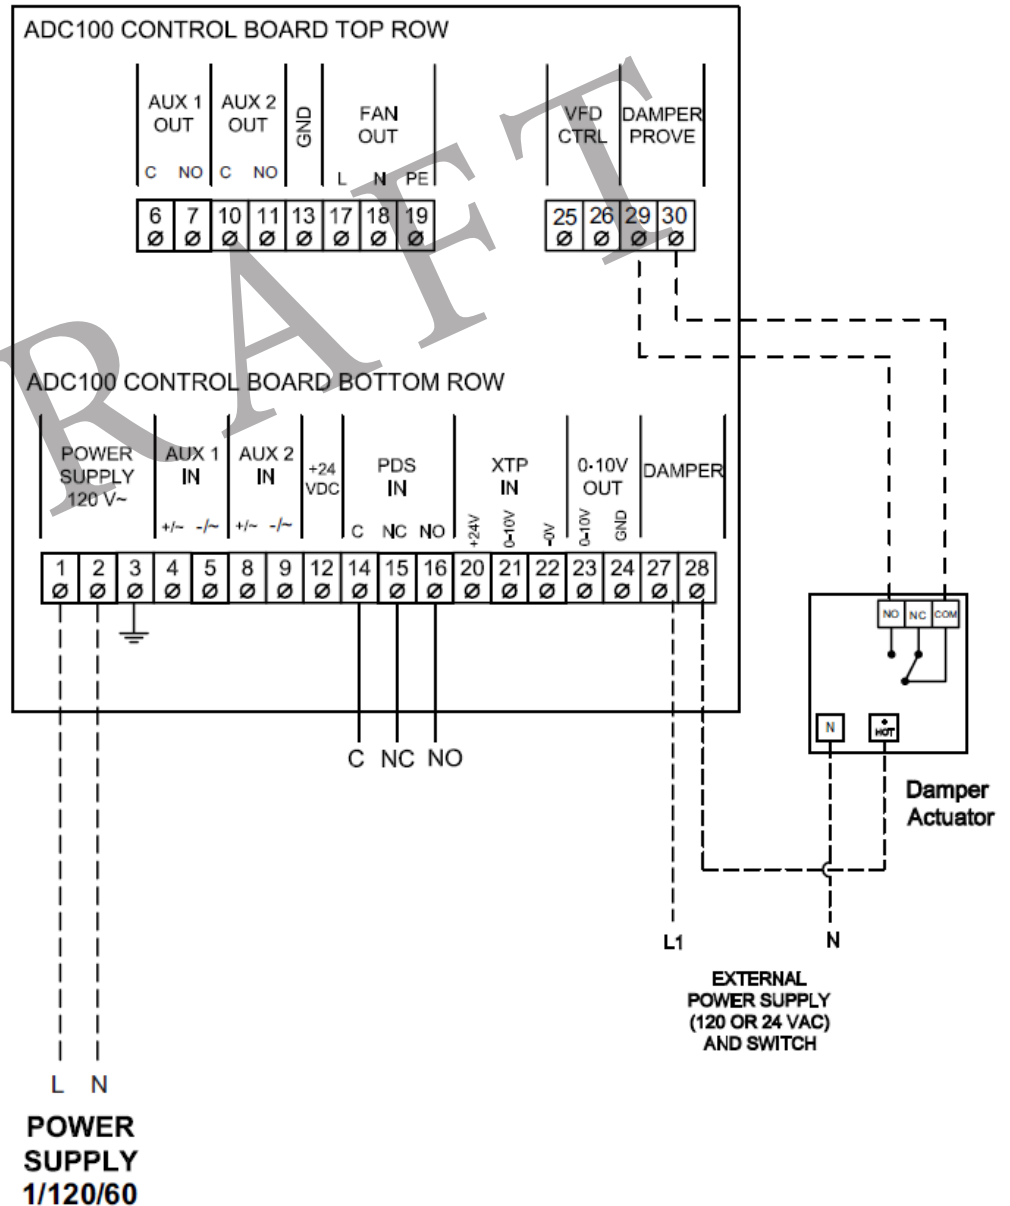 ADC100 CONTROL BOARD TOP ROW
AUX 1 OUT
AUX 2 OUT
GND
FAN OUT
VFD CTRL
DAMPER PROVE
C NO C NO L N PE
6 7 10 11 13 17 18 19 25 26 29 30
RAFT
ADC100 CONTROL BOARD BOTTOM ROW
POWER SUPPLY 120 V~
AUX 1 IN
AUX 2 IN
+24 VDC
PDS IN
XTP IN
0-10V OUT
DAMPER
+/~ -/~ +/~ -/~ C NC NO +24V 0-10V -0V 0-10V GND
1 2 3 4 5 8 9 12 14 15 16 20 21 22 23 24 27 28
NO NC COM
N HOT
C NC NO
Damper
Actuator
L1 N
EXTERNAL
POWER SUPPLY
(120 OR 24 VAC)
AND SWITCH
L N
POWER
SUPPLY
1/120/60